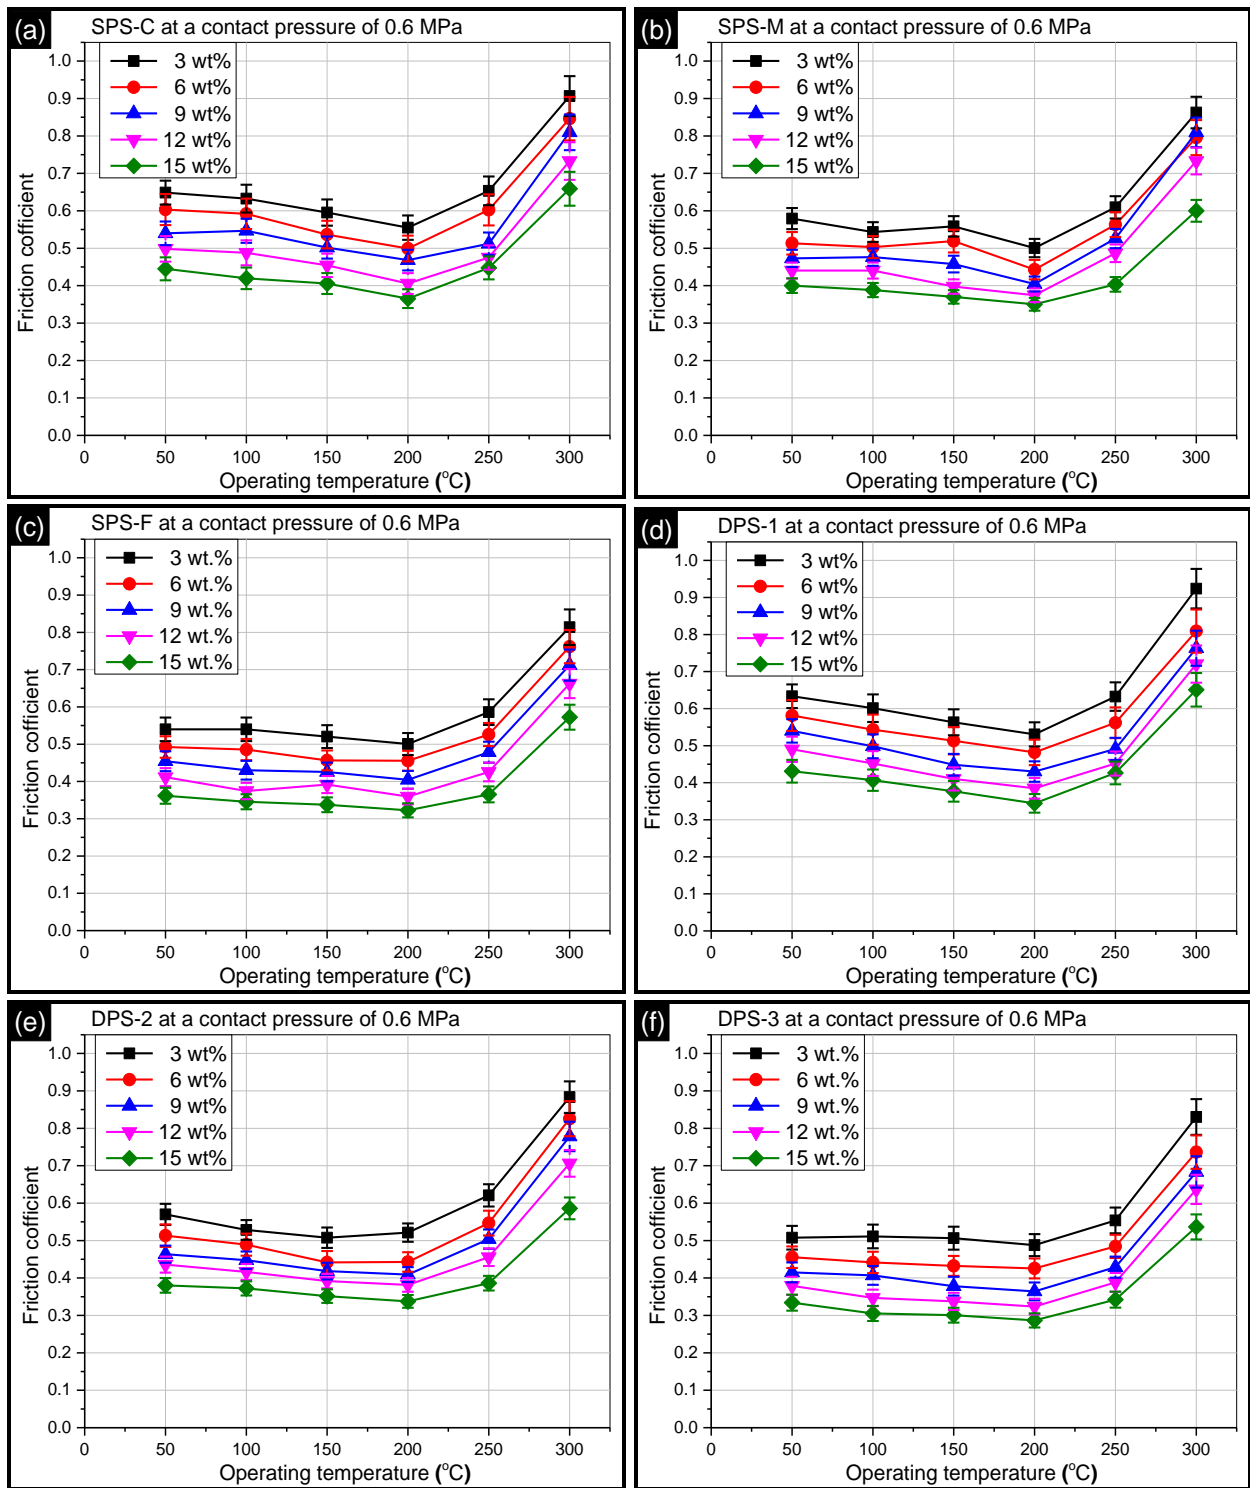 (a) SPS-C at a contact pressure of 0.6 MPa
3 wt%
6 wt%
9 wt%
12 wt%
15 wt%
Friction cofficient
1.0
0.9
0.8
0.7
0.6
0.5
0.4
0.3
0.2
0.1
0.0
0 50 100 150 200 250 300
Operating temperature (°C)
(b) SPS-M at a contact pressure of 0.6 MPa
3 wt%
6 wt%
9 wt%
12 wt%
15 wt%
Friction cofficient
1.0
0.9
0.8
0.7
0.6
0.5
0.4
0.3
0.2
0.1
0.0
0 50 100 150 200 250 300
Operating temperature (°C)
(c) SPS-F at a contact pressure of 0.6 MPa
3 wt.%
6 wt.%
9 wt.%
12 wt.%
15 wt.%
Friction cofficient
1.0
0.9
0.8
0.7
0.6
0.5
0.4
0.3
0.2
0.1
0.0
0 50 100 150 200 250 300
Operating temperature (°C)
(d) DPS-1 at a contact pressure of 0.6 MPa
3 wt%
6 wt%
9 wt%
12 wt%
15 wt%
Friction cofficient
1.0
0.9
0.8
0.7
0.6
0.5
0.4
0.3
0.2
0.1
0.0
0 50 100 150 200 250 300
Operating temperature (°C)
(e) DPS-2 at a contact pressure of 0.6 MPa
3 wt%
6 wt%
9 wt%
12 wt%
15 wt%
Friction cofficient
1.0
0.9
0.8
0.7
0.6
0.5
0.4
0.3
0.2
0.1
0.0
0 50 100 150 200 250 300
Operating temperature (°C)
(f) DPS-3 at a contact pressure of 0.6 MPa
3 wt.%
6 wt.%
9 wt.%
12 wt.%
15 wt.%
Friction cofficient
1.0
0.9
0.8
0.7
0.6
0.5
0.4
0.3
0.2
0.1
0.0
0 50 100 150 200 250 300
Operating temperature (°C)